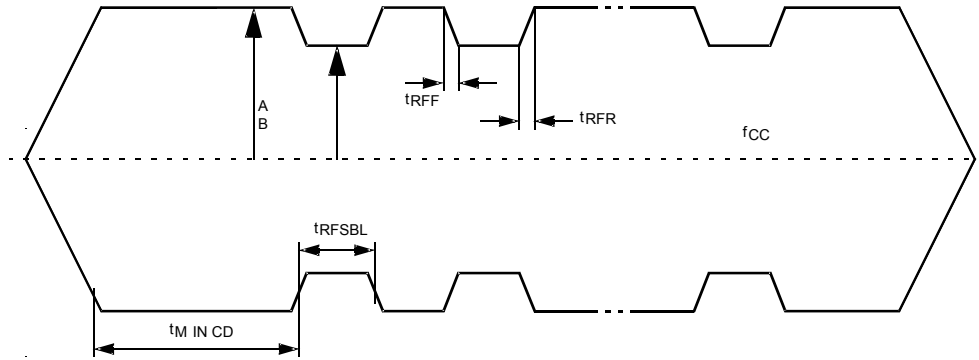 A
B
tRFF
tRFR
fCC
tRFSBL
tM IN CD